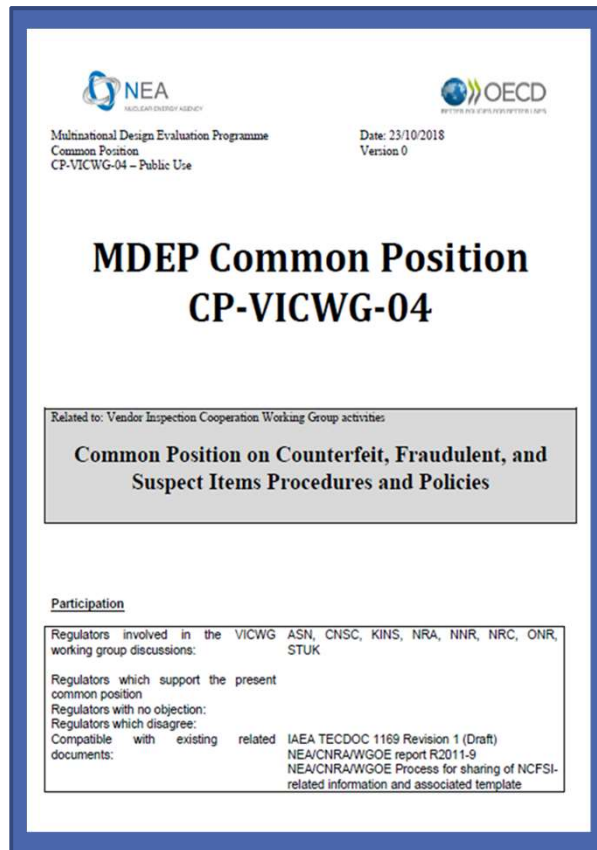 NEA
NUCLEAR ENERGY AGENCY
OECD
BETTER POLICIES FOR BETTER LIVES
Multinational Design Evaluation Programme
Common Position
CP-VICWG-04 – Public Use
Date: 23/10/2018
Version 0
MDEP Common Position
CP-VICWG-04
Related to: Vendor Inspection Cooperation Working Group activities
Common Position on Counterfeit, Fraudulent, and
Suspect Items Procedures and Policies
Participation
Regulators involved in the VICWG
working group discussions:
ASN, CNSC, KINS, NRA, NNR, NRC, ONR,
STUK
Regulators which support the present
common position
Regulators with no objection:
Regulators which disagree:
Compatible with existing related
documents:
IAEA TECDOC 1169 Revision 1 (Draft)
NEA/CNRA/WGOE report R2011-9
NEA/CNRA/WGOE Process for sharing of NCFSI-
related information and associated template